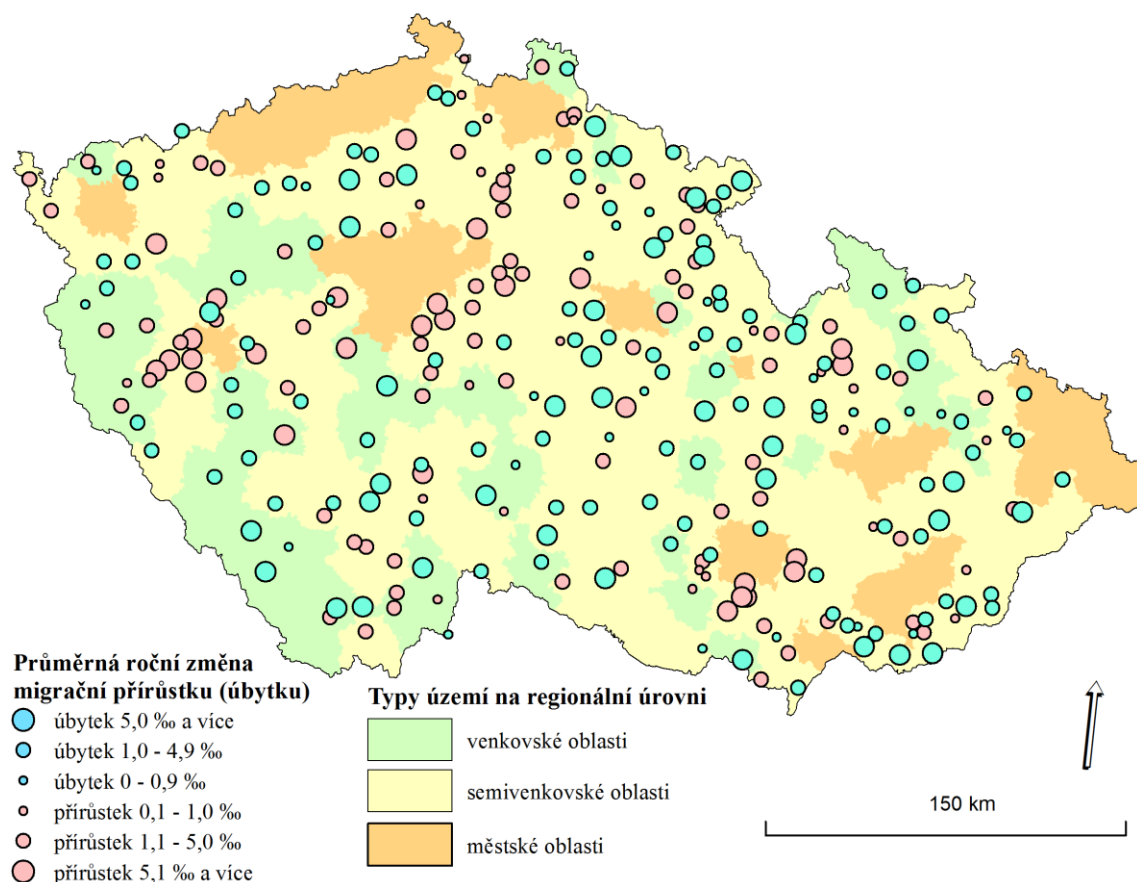 Průměrná roční změna
migrační přírůstku (úbytku)
úbytek 5,0 ‰ a více
úbytek 1,0 - 4,9 ‰
úbytek 0 - 0,9 ‰
přírůstek 0,1 - 1,0 ‰
přírůstek 1,1 - 5,0 ‰
přírůstek 5,1 ‰ a více
Typy území na regionální úrovni
venkovské oblasti
semivenkovské oblasti
městské oblasti
150 km